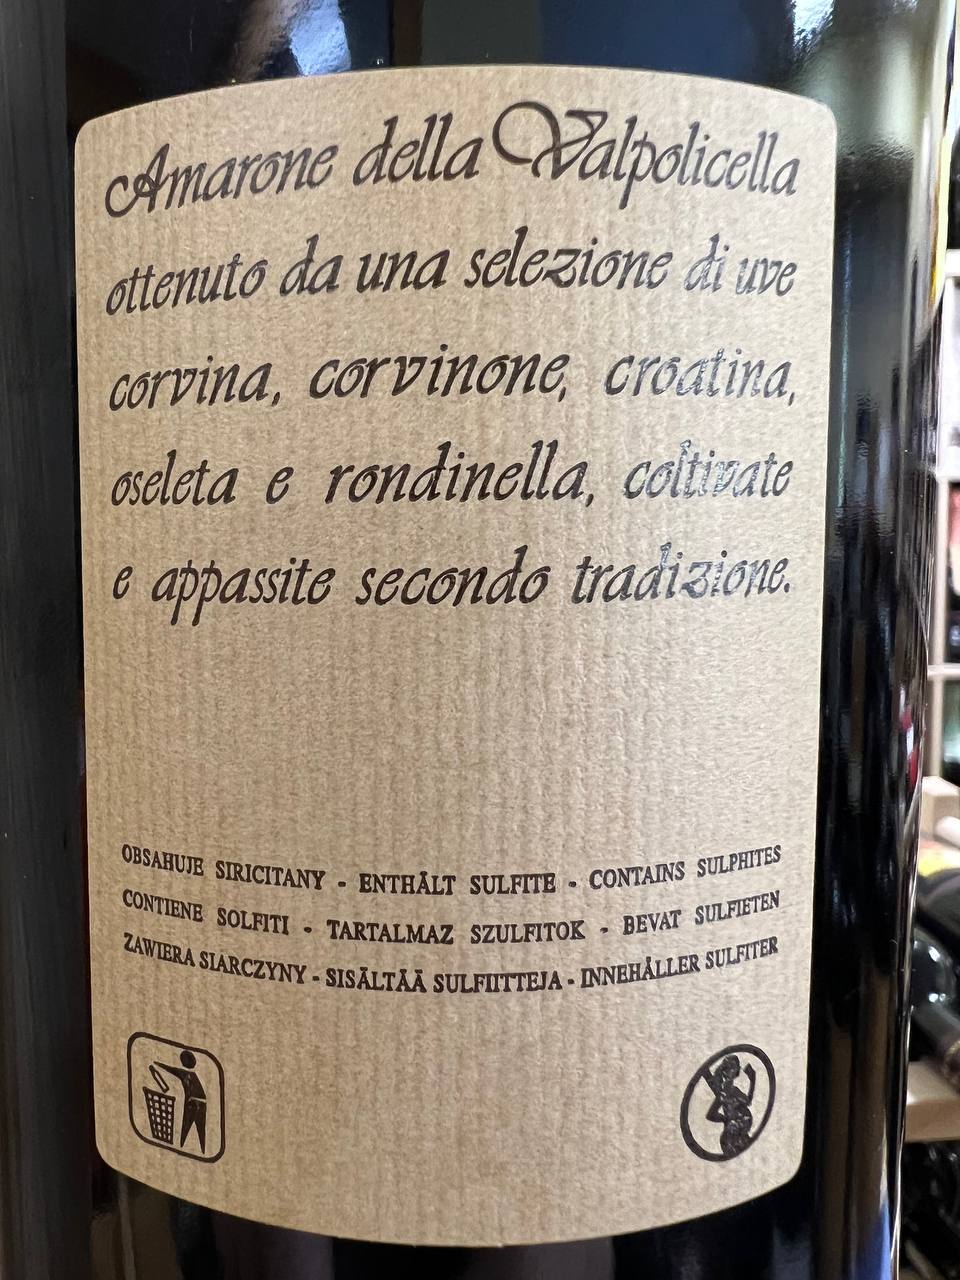 Amarone della Valpolicella
ottenuto da una selezione di uve
corvina, corvinone, croatina,
oseleta e rondinella, coltivate
e appassite secondo tradizione.
OBSAHUJE SIRICITANY - ENTHÄLT SULFITE - CONTAINS SULPHITES
CONTIENE SOLFITI - TARTALMAZ SZULFITOK - BEVAT SULFIETEN
ZAWIERA SIARCZYNY - SISÄLTÄÄ SULFIITTEJA - INNEHÅLLER SULFITER